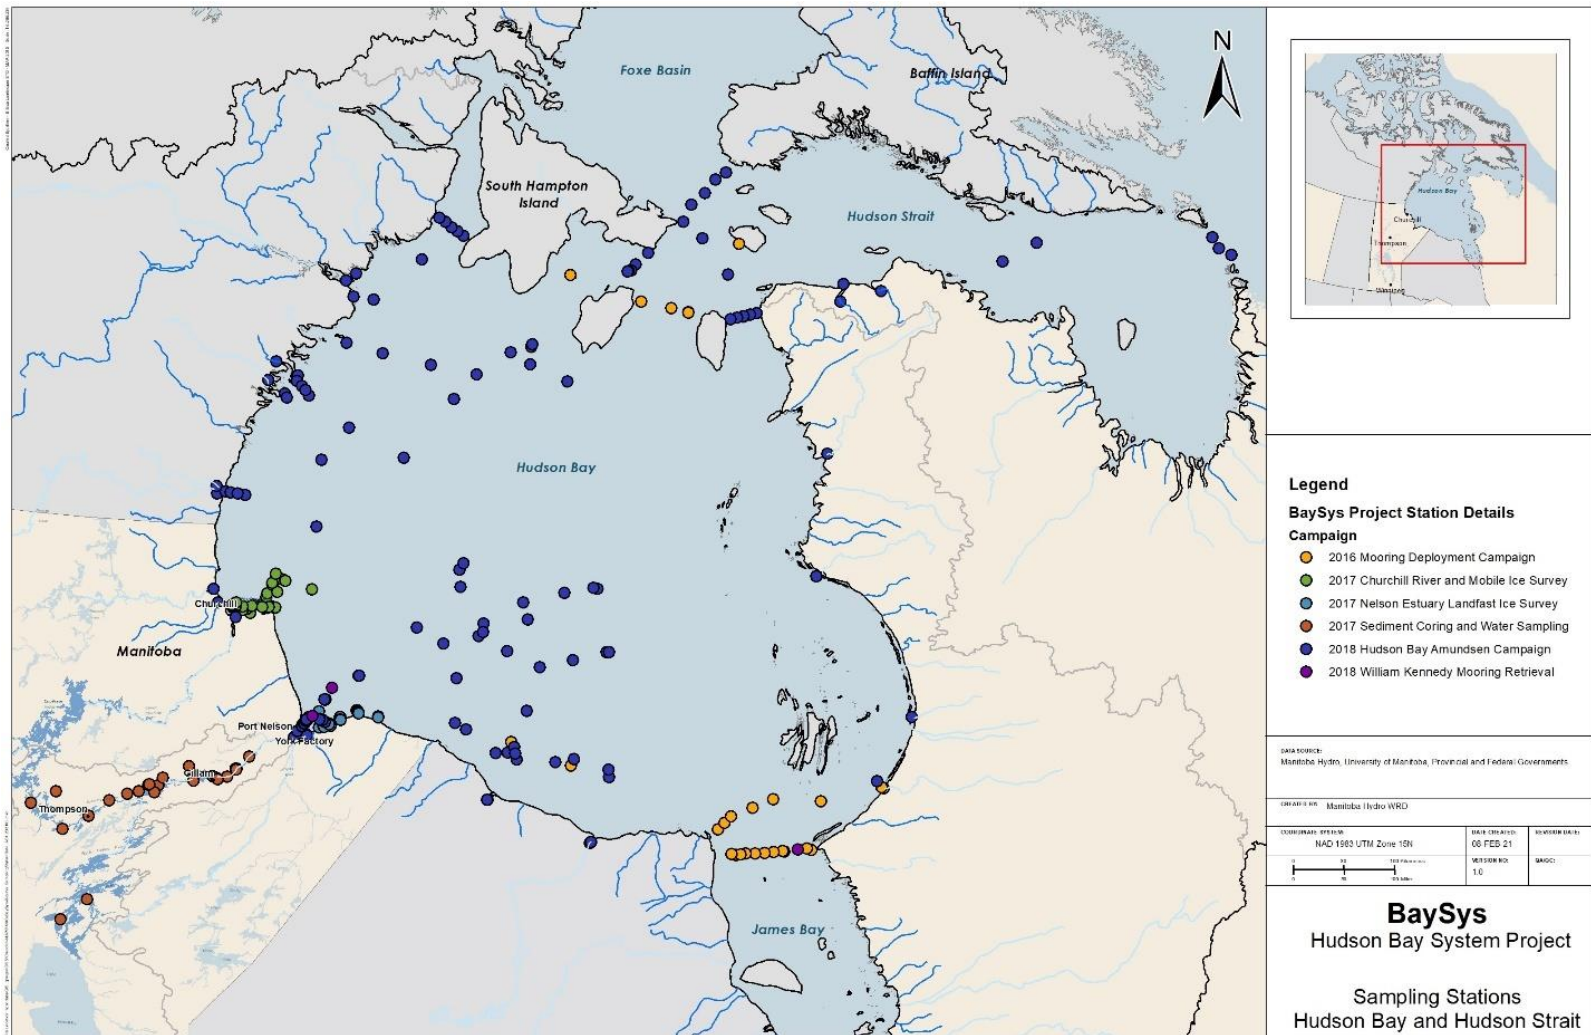 Foxe Basin
Baffin Island
N
South Hampton
Island
Hudson Strait
Hudson Bay
Churchill
Manitoba
Port Nelson
York Factory
Gillam
Thompson
James Bay
Hudson Bay
Churchill
Thompson
Winnipeg
Legend
BaySys Project Station Details
Campaign
2016 Mooring Deployment Campaign
2017 Churchill River and Mobile Ice Survey
2017 Nelson Estuary Landfast Ice Survey
2017 Sediment Coring and Water Sampling
2018 Hudson Bay Amundsen Campaign
2018 William Kennedy Mooring Retrieval
DATA SOURCE:
Manitoba Hydro, University of Manitoba, Provincial and Federal Governments
CREATED BY: Manitoba Hydro WRD
COORDINATE SYSTEM:
NAD 1983 UTM Zone 15N
DATE CREATED:
08 FEB 21
REVISION DATE:
VERSION NO:
1.0
QA/QC:
BaySys
Hudson Bay System Project
Sampling Stations
Hudson Bay and Hudson Strait